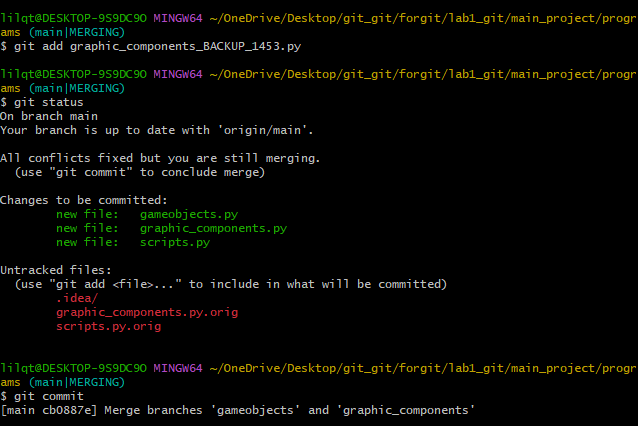 lilqt@DESKTOP-9S9DC9O MINGW64 ~/OneDrive/Desktop/git_git/forgit/lab1_git/main_project/progr
ams (main|MERGING)
$ git add graphic_components_BACKUP_1453.py
lilqt@DESKTOP-9S9DC9O MINGW64 ~/OneDrive/Desktop/git_git/forgit/lab1_git/main_project/progr
ams (main|MERGING)
$ git status
On branch main
Your branch is up to date with 'origin/main'.
All conflicts fixed but you are still merging.
  (use "git commit" to conclude merge)
Changes to be committed:
        new file:   gameobjects.py
        new file:   graphic_components.py
        new file:   scripts.py
Untracked files:
  (use "git add <file>..." to include in what will be committed)
        .idea/
        graphic_components.py.orig
        scripts.py.orig
lilqt@DESKTOP-9S9DC9O MINGW64 ~/OneDrive/Desktop/git_git/forgit/lab1_git/main_project/progr
ams (main|MERGING)
$ git commit
[main cb0887e] Merge branches 'gameobjects' and 'graphic_components'